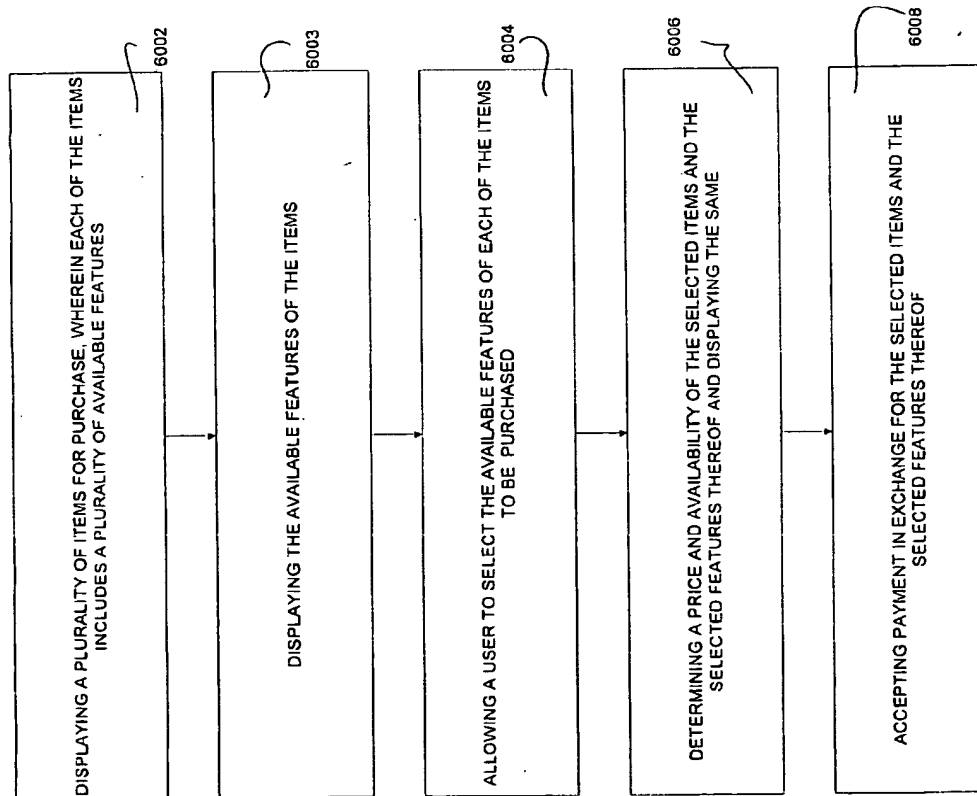 DISPLAYING A PLURALITY OF ITEMS FOR PURCHASE, WHEREIN EACH OF THE ITEMS
INCLUDES A PLURALITY OF AVAILABLE FEATURES
6002
DISPLAYING THE AVAILABLE FEATURES OF THE ITEMS
6003
ALLOWING A USER TO SELECT THE AVAILABLE FEATURES OF EACH OF THE ITEMS
TO BE PURCHASED
6004
DETERMINING A PRICE AND AVAILABILITY OF THE SELECTED ITEMS AND THE
SELECTED FEATURES THEREOF AND DISPLAYING THE SAME
6006
ACCEPTING PAYMENT IN EXCHANGE FOR THE SELECTED ITEMS AND THE
SELECTED FEATURES THEREOF
6008